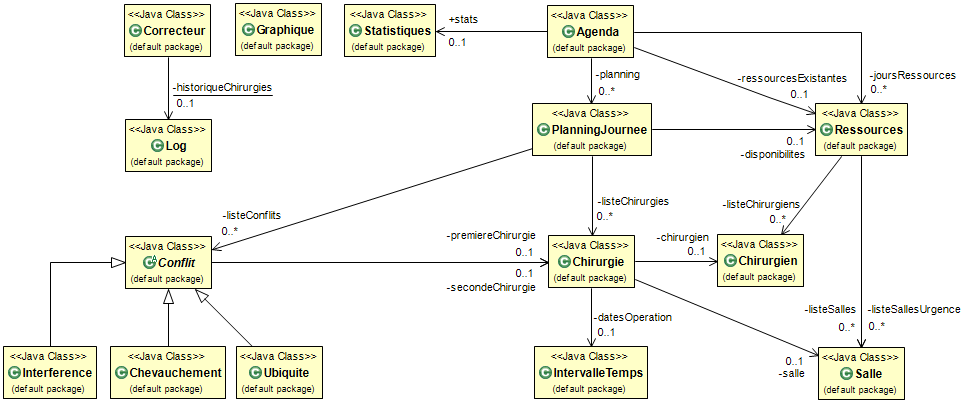 <<Java Class>>
Correcteur
(default package)
<<Java Class>>
Graphique
(default package)
<<Java Class>>
Statistiques
(default package)
+stats
0..1
<<Java Class>>
Agenda
(default package)
-historiqueChirurgies
0..1
-planning
0..*
-ressourcesExistantes
0..1
-joursRessources
0..*
<<Java Class>>
Log
(default package)
<<Java Class>>
PlanningJournee
(default package)
<<Java Class>>
Ressources
(default package)
0..1
-disponibilites
-listeConflits
0..*
-listeChirurgies
0..*
-listeChirurgiens
0..*
<<Java Class>>
Conflit
(default package)
-premiereChirurgie
0..1
0..1
-secondeChirurgie
<<Java Class>>
Chirurgie
(default package)
-chirurgien
0..1
<<Java Class>>
Chirurgien
(default package)
-datesOperation
0..1
-listeSalles
0..*
-listeSallesUrgence
0..*
0..1
-salle
<<Java Class>>
Interference
(default package)
<<Java Class>>
Chevauchement
(default package)
<<Java Class>>
Ubiquite
(default package)
<<Java Class>>
IntervalleTemps
(default package)
<<Java Class>>
Salle
(default package)